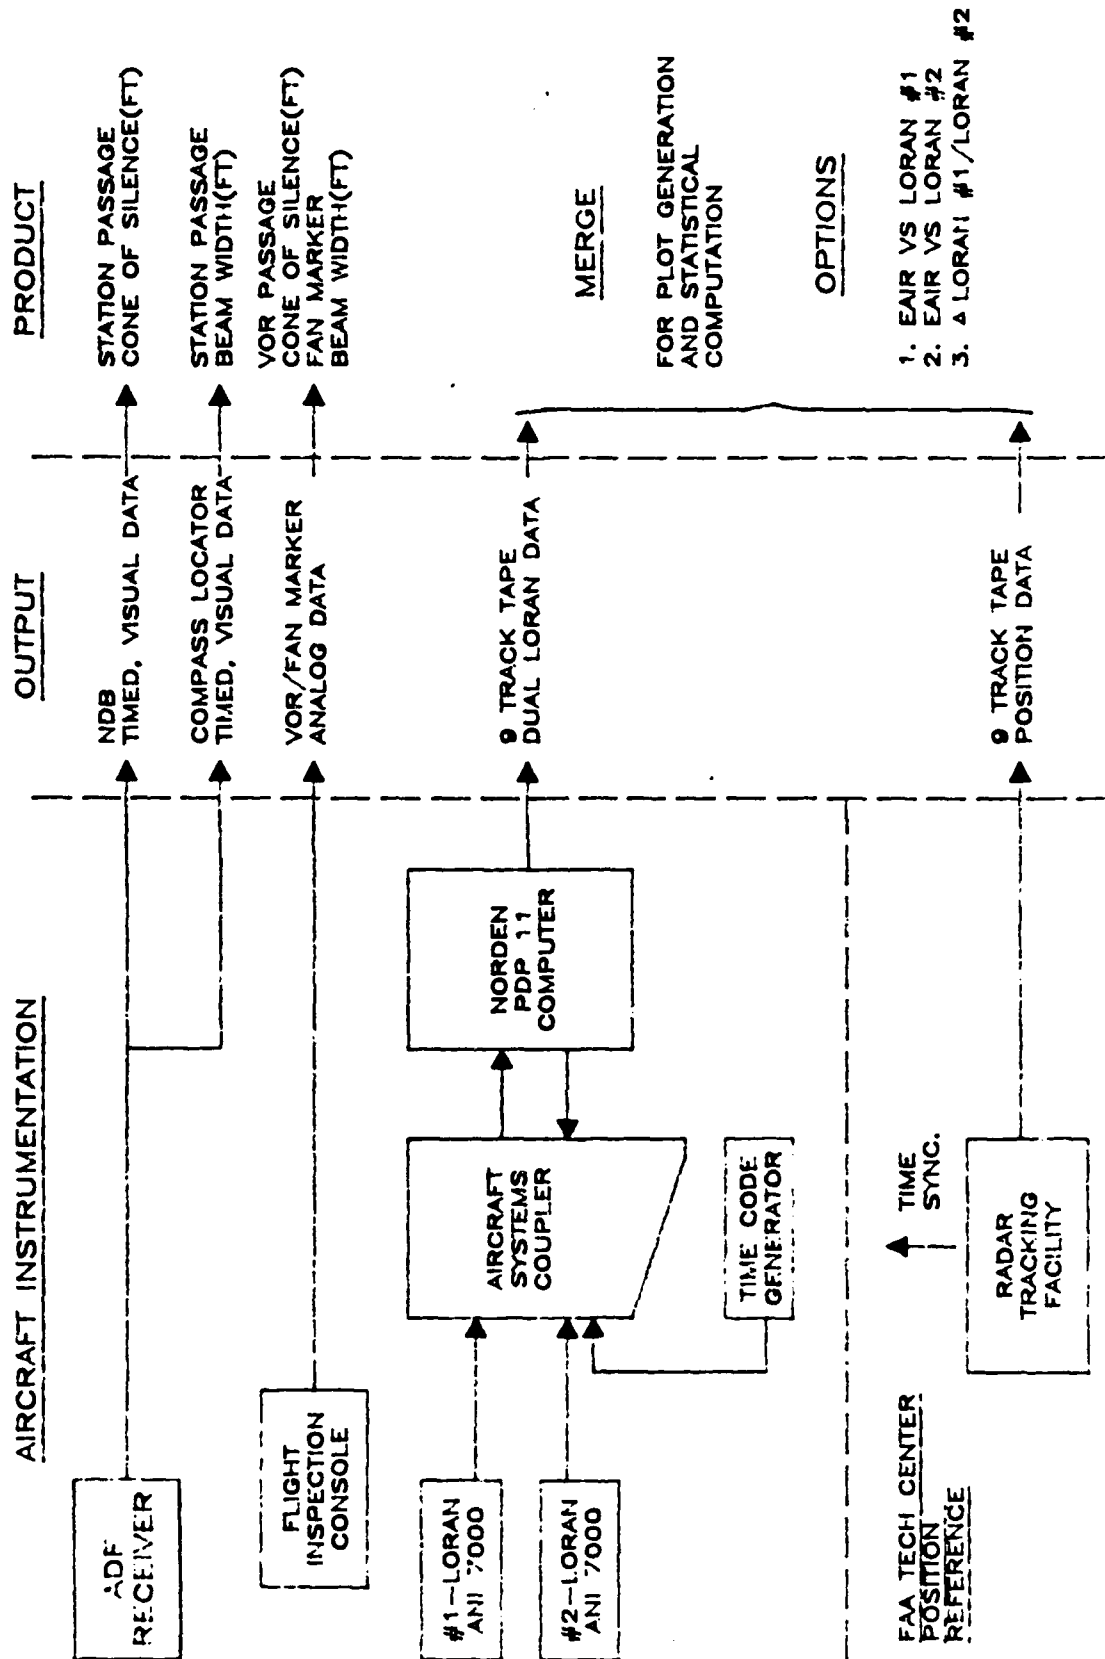 AIRCRAFT INSTRUMENTATION
OUTPUT
PRODUCT
ADF
RECEIVER
NDB
TIMED, VISUAL DATA
STATION PASSAGE
CONE OF SILENCE(FT)
COMPASS LOCATOR
TIMED, VISUAL DATA
STATION PASSAGE
BEAM WIDTH(FT)
FLIGHT
INSPECTION
CONSOLE
VOR/FAN MARKER
ANALOG DATA
VOR PASSAGE
CONE OF SILENCE(FT)
FAN MARKER
BEAM WIDTH(FT)
#1-LORAN
ANI 7000
#2-LORAN
ANI 7000
AIRCRAFT
SYSTEMS
COUPLER
NORDEN
PDP 11
COMPUTER
TIME CODE
GENERATOR
9 TRACK TAPE
DUAL LORAN DATA
MERGE
FOR PLOT GENERATION
AND STATISTICAL
COMPUTATION
OPTIONS
1. EAIR VS LORAN #1
2. EAIR VS LORAN #2
3. ΔLORAN #1/LORAN #2
FAA TECH CENTER
POSITION
REFERENCE
TIME
SYNC.
RADAR
TRACKING
FACILITY
9 TRACK TAPE
POSITION DATA